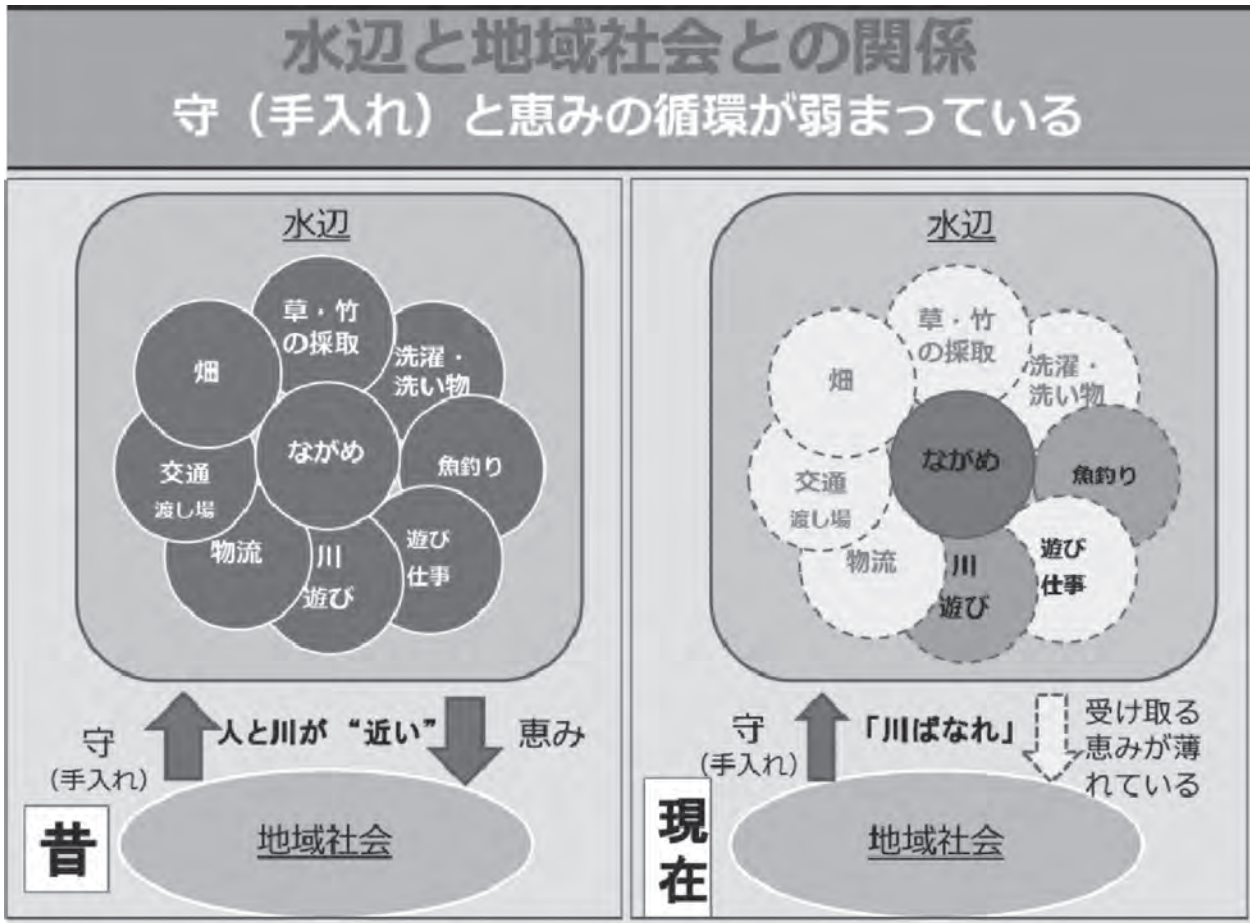 水辺と地域社会との関係
守（手入れ）と恵みの循環が弱まっている
水辺
草・竹
の採取
洗濯・
洗い物
畑
ながめ
魚釣り
交通
渡し場
物流
川
遊び
遊び
仕事
守
(手入れ)
人と川が“近い”
恵み
昔
地域社会
水辺
草・竹
の採取
洗濯・
洗い物
畑
ながめ
魚釣り
交通
渡し場
物流
川
遊び
遊び
仕事
守
(手入れ)
「川ばなれ」
受け取る
恵みが薄
れている
現
在
地域社会